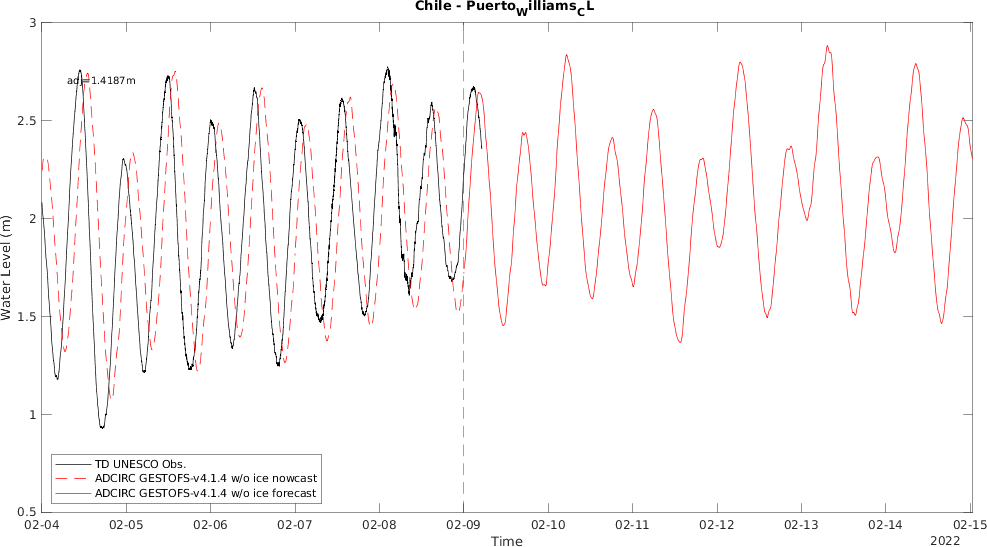 Chile - PuertoWilliamsCL
3
2.5
2
1.5
1
0.5
Water Level (m)
adj=1.4187m
TD UNESCO Obs.
ADCIRC GESTOFS-v4.1.4 w/o ice nowcast
ADCIRC GESTOFS-v4.1.4 w/o ice forecast
02-04 02-05 02-06 02-07 02-08 02-09 02-10 02-11 02-12 02-13 02-14 02-15
Time
2022